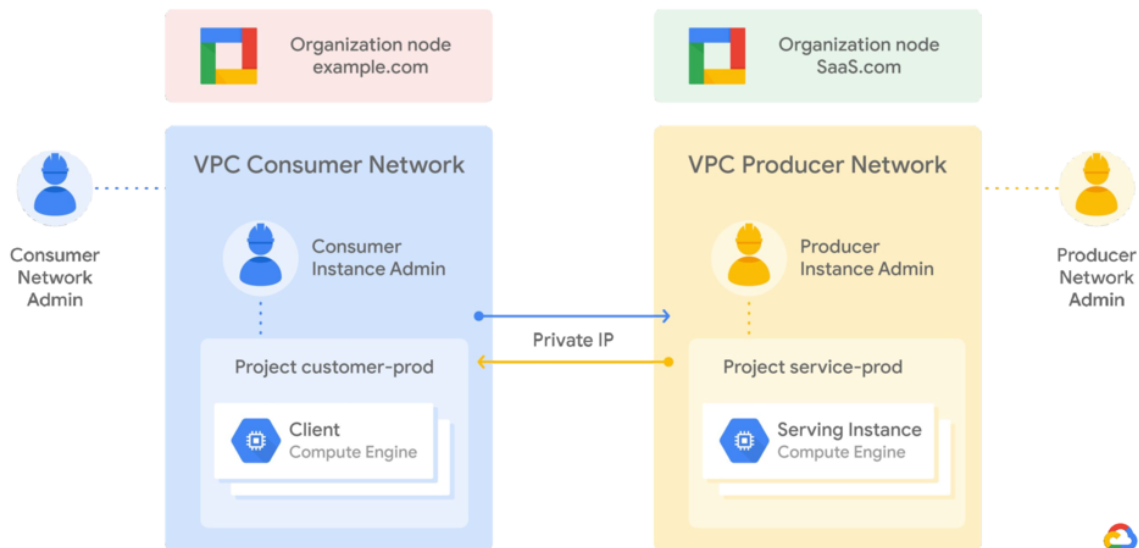 Organization node
example.com
Organization node
SaaS.com
VPC Consumer Network
VPC Producer Network
Consumer
Network
Admin
Consumer
Instance Admin
Producer
Instance Admin
Producer
Network
Admin
Private IP
Project customer-prod
Project service-prod
Client
Compute Engine
Serving Instance
Compute Engine